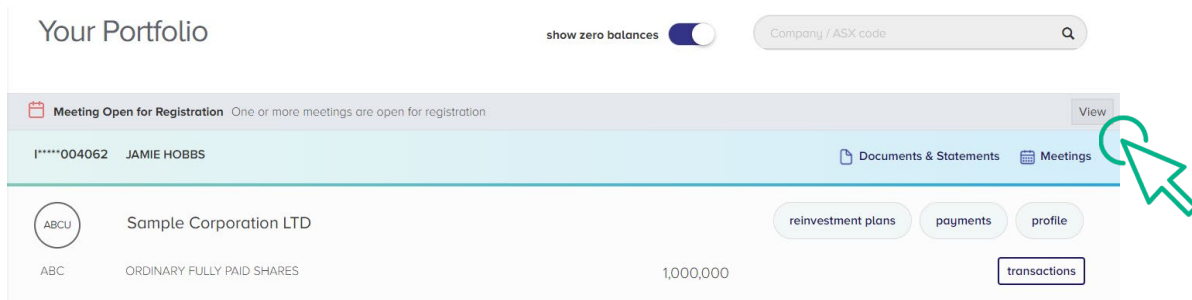 Your Portfolio
show zero balances
Company / ASX code
Meeting Open for Registration One or more meetings are open for registration
View
I*****004062 JAMIE HOBBS
Documents & Statements
Meetings
ABCU
Sample Corporation LTD
reinvestment plans
payments
profile
ABC ORDINARY FULLY PAID SHARES 1,000,000
transactions